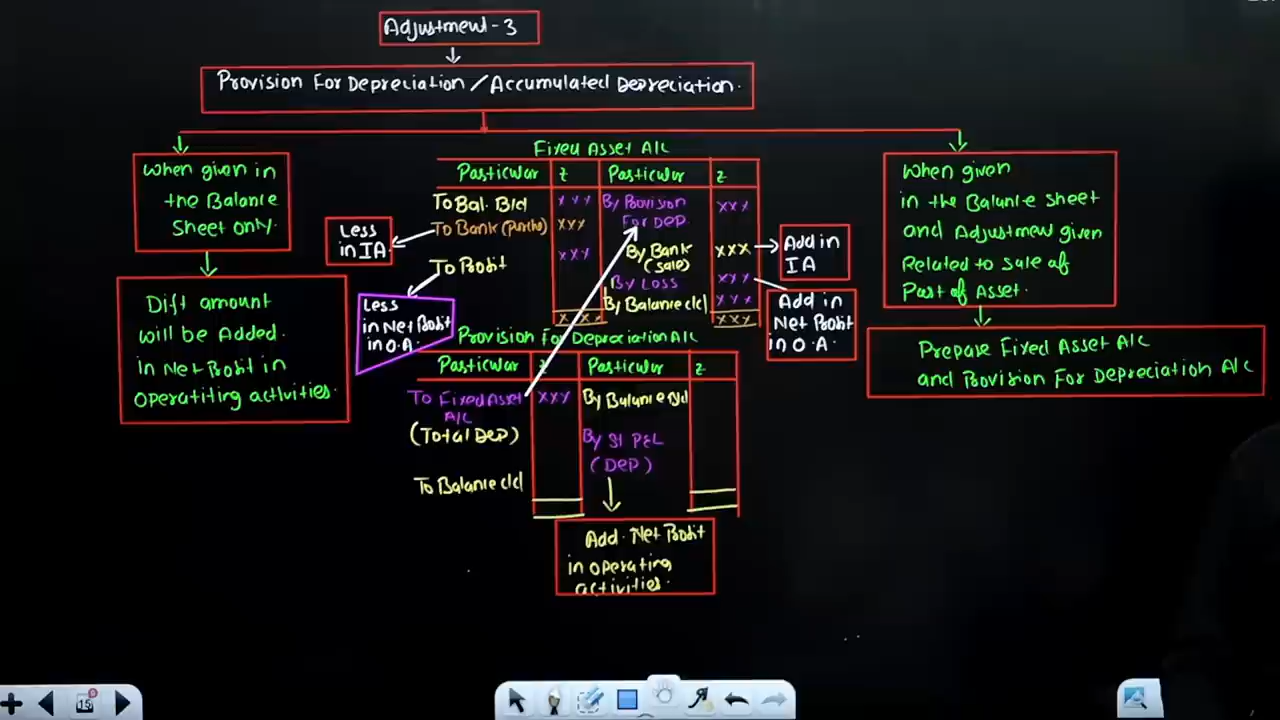 Adjustment-3
Provision For Depreciation / Accumulated Depreciation.
When given in
the Balance
Sheet only.
Diff amount
will be Added.
in Net Profit in
operatiting activities.
Fixed Asset A/c
Particular ₹ Particular ₹
To Bal. B/d xxx By Provision For Dep. xxx
To Bank (purcha) xxx By Bank (sale) xxx
To Profit xxx By Loss xxx
By Balance c/d xxx
xxx xxx
Less
in IA.
Less
in Net Profit
in O.A.
Add in
IA
Add in
Net Profit
in O.A.
Provision For Depreciation A/c
Particular ₹ Particular ₹
To Fixed Asset xxx By Balance b/d
A/c
(Total Dep) By St P&L
(Dep)
To Balance c/d
Add. Net Profit
in operating
activities.
When given
in the Balance sheet
and Adjustment given
Related to sale of
Part of Asset.
Prepare Fixed Asset A/c
and Provision For Depreciation A/c
15